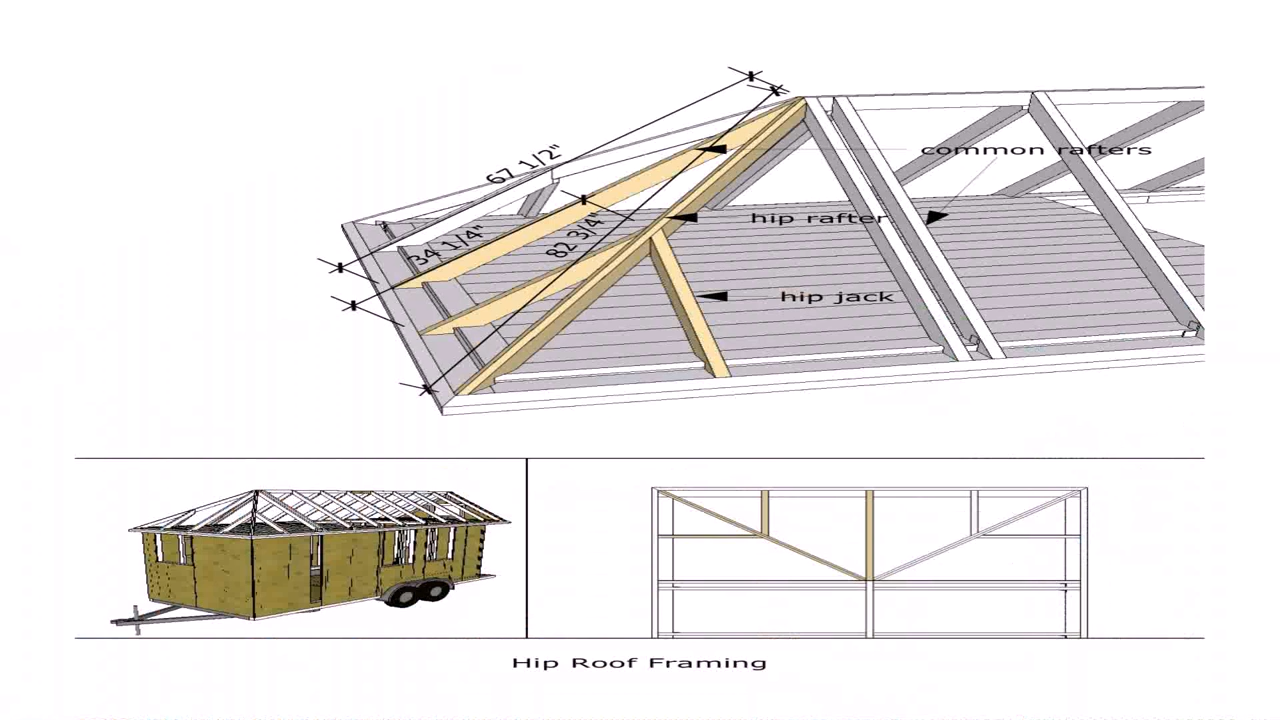 67 1/2"
common rafters
34 1/4"
82 3/4"
hip rafter
hip jack
Hip Roof Framing